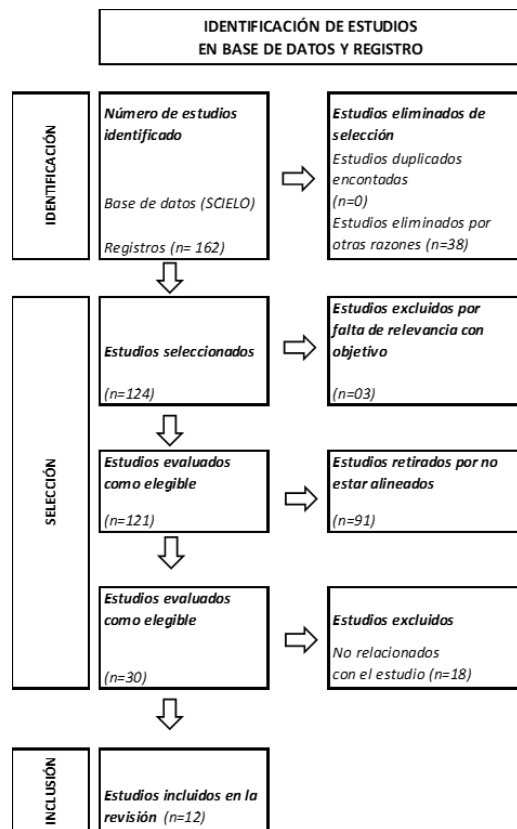 IDENTIFICACIÓN DE ESTUDIOS
EN BASE DE DATOS Y REGISTRO
IDENTIFICACIÓN
Número de estudios
identificado
Base de datos (SCIELO)
Registros (n= 162)
Estudios eliminados de
selección
Estudios duplicados
encontadas
(n=0)
Estudios eliminados por
otras razones (n=38)
SELECCIÓN
Estudios seleccionados
(n=124)
Estudios excluidos por
falta de relevancia con
objetivo
(n=03)
Estudios evaluados
como elegible
(n=121)
Estudios retirados por no
estar alineados
(n=91)
Estudios evaluados
como elegible
(n=30)
Estudios excluidos
No relacionados
con el estudio (n=18)
INCLUSIÓN
Estudios incluidos en la
revisión (n=12)